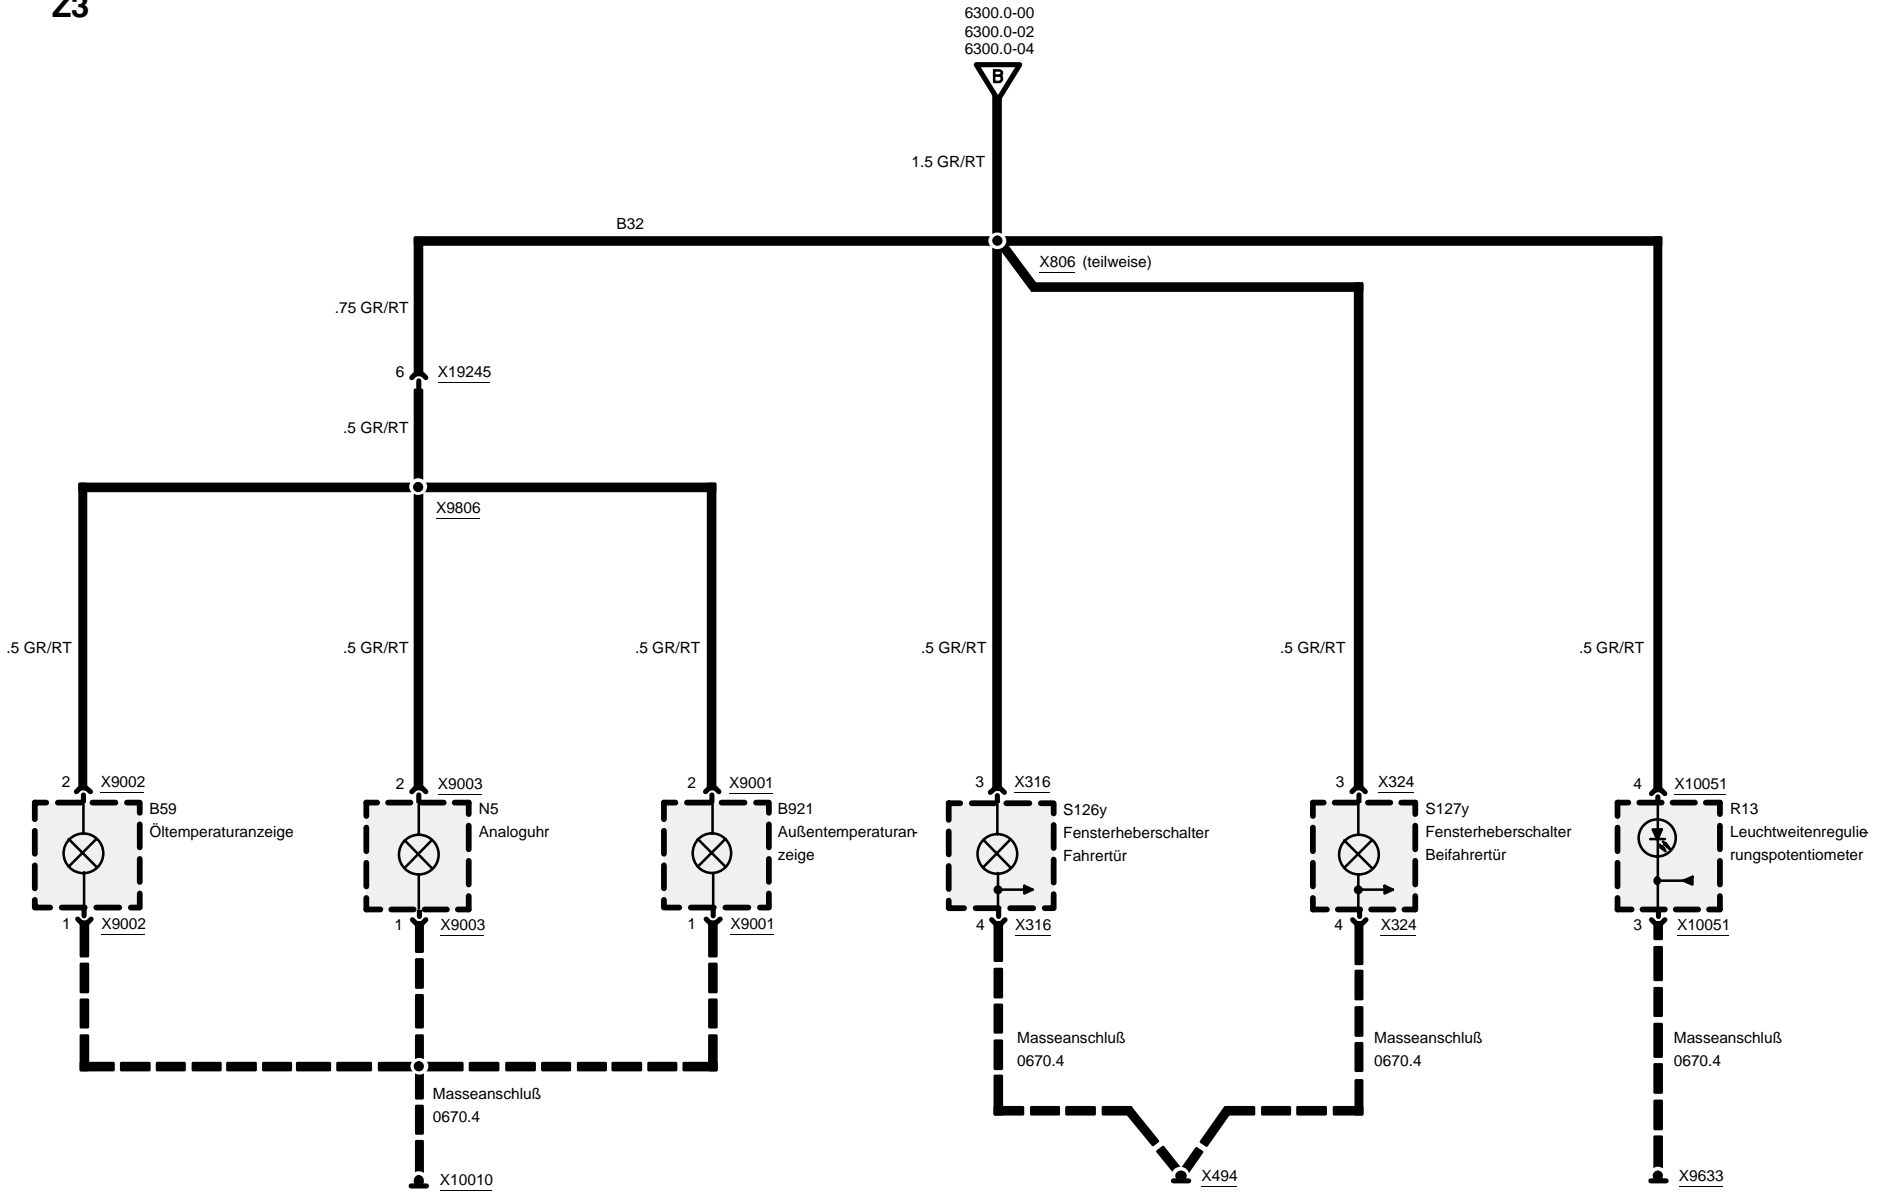 Z3
6300.0-00
6300.0-02
6300.0-04
B
1.5 GR/RT
B32
X806 (teilweise)
.75 GR/RT
6 X19245
.5 GR/RT
X9806
.5 GR/RT
.5 GR/RT
.5 GR/RT
.5 GR/RT
.5 GR/RT
.5 GR/RT
2 X9002
B59
Öltemperaturanzeige
1 X9002
2 X9003
N5
Analoguhr
1 X9003
2 X9001
B921
Außentemperaturan-
zeige
1 X9001
3 X316
S126y
Fensterheberschalter
Fahrertür
4 X316
3 X324
S127y
Fensterheberschalter
Beifahrertür
4 X324
4 X10051
R13
Leuchtweitenregulie-
rungspotentiometer
3 X10051
Masseanschluß
0670.4
Masseanschluß
0670.4
Masseanschluß
0670.4
Masseanschluß
0670.4
X10010
X494
X9633